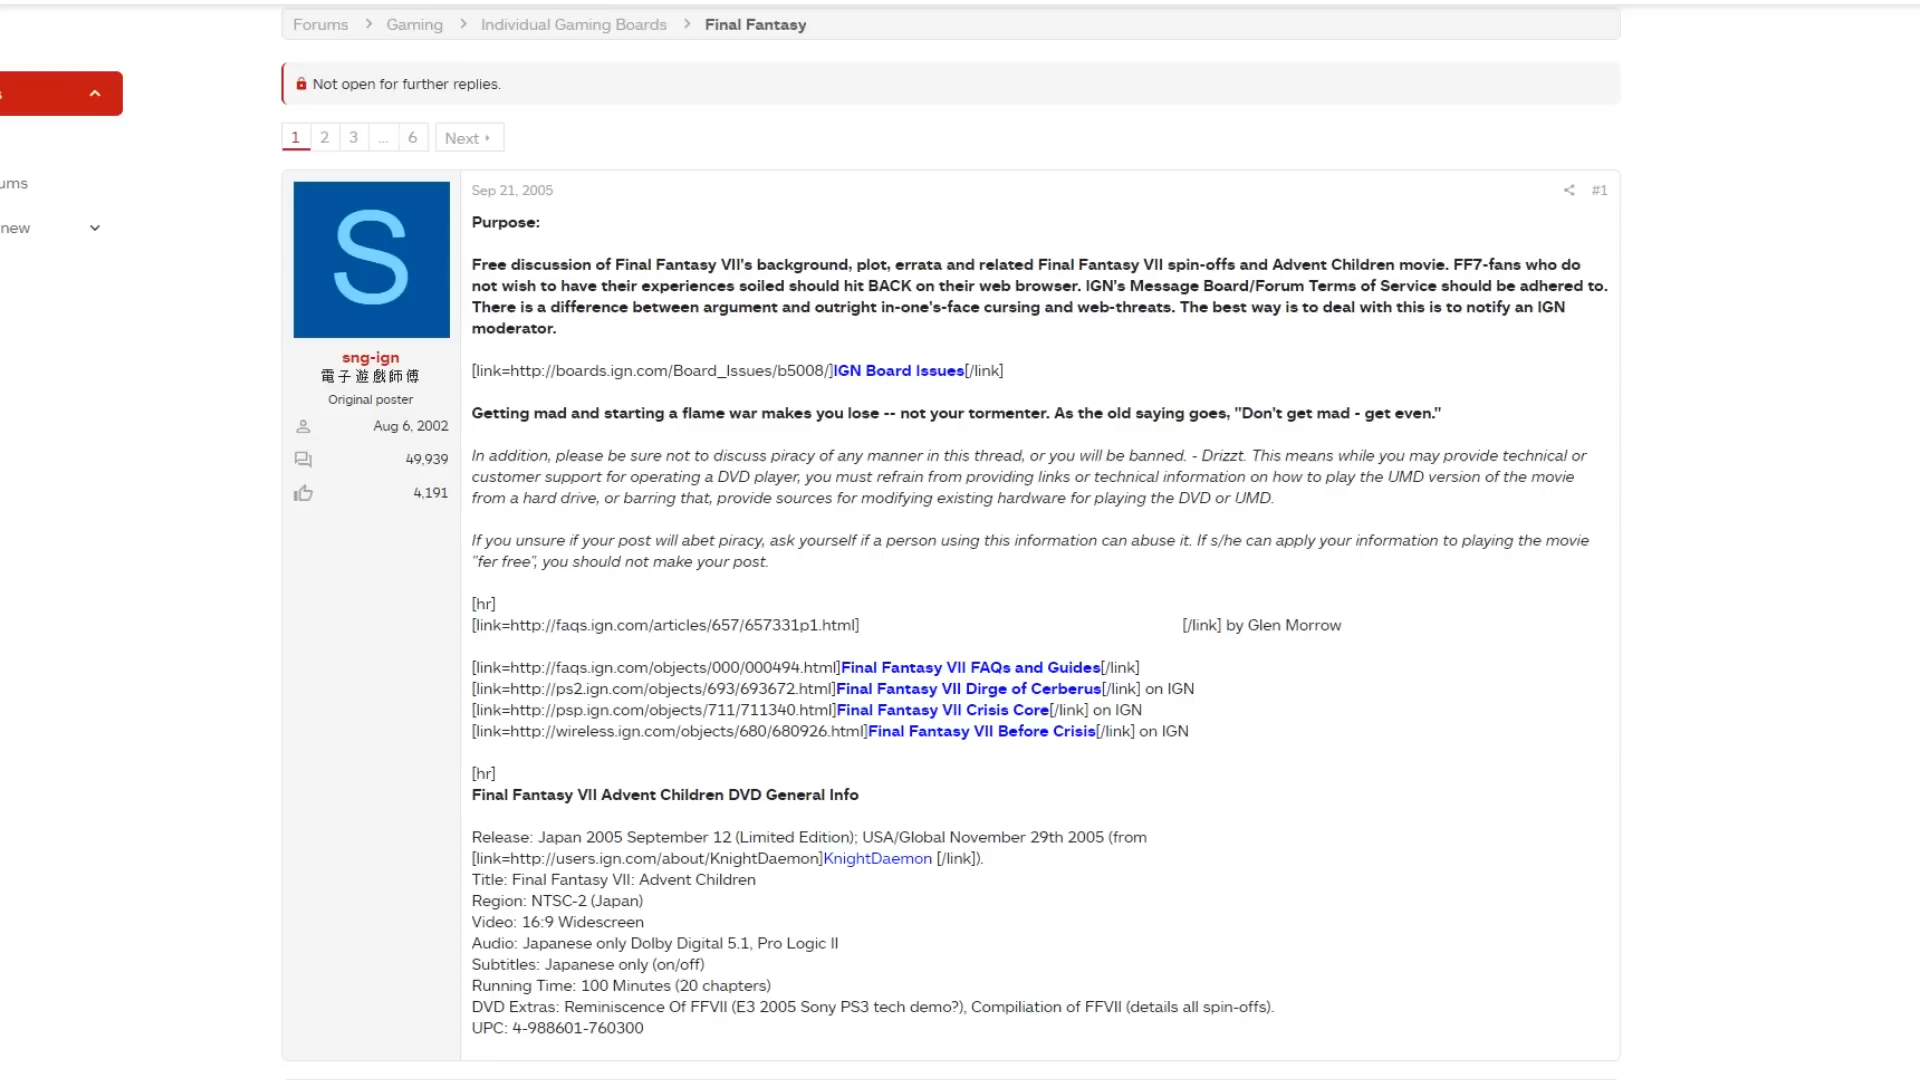 Forums > Gaming > Individual Gaming Boards > Final Fantasy
Not open for further replies.
1 2 3 ... 6 Next
ums
new
S
sng-ign
電子遊戲師傅
Original poster
Aug 6, 2002
49,939
4,191
Sep 21, 2005 #1
Purpose:
Free discussion of Final Fantasy VII's background, plot, errata and related Final Fantasy VII spin-offs and Advent Children movie. FF7-fans who do
not wish to have their experiences soiled should hit BACK on their web browser. IGN's Message Board/Forum Terms of Service should be adhered to.
There is a difference between argument and outright in-one's-face cursing and web-threats. The best way is to deal with this is to notify an IGN
moderator.
[link=http://boards.ign.com/Board_Issues/b5008/]IGN Board Issues[/link]
Getting mad and starting a flame war makes you lose -- not your tormenter. As the old saying goes, "Don't get mad - get even."
In addition, please be sure not to discuss piracy of any manner in this thread, or you will be banned. - Drizzt. This means while you may provide technical or
customer support for operating a DVD player, you must refrain from providing links or technical information on how to play the UMD version of the movie
from a hard drive, or barring that, provide sources for modifying existing hardware for playing the DVD or UMD.
If you unsure if your post will abet piracy, ask yourself if a person using this information can abuse it. If s/he can apply your information to playing the movie
"fer free", you should not make your post.
[hr]
[link=http://faqs.ign.com/articles/657/657331p1.html] [/link] by Glen Morrow
[link=http://faqs.ign.com/objects/000/000494.html]Final Fantasy VII FAQs and Guides[/link]
[link=http://ps2.ign.com/objects/693/693672.html]Final Fantasy VII Dirge of Cerberus[/link] on IGN
[link=http://psp.ign.com/objects/711/711340.html]Final Fantasy VII Crisis Core[/link] on IGN
[link=http://wireless.ign.com/objects/680/680926.html]Final Fantasy VII Before Crisis[/link] on IGN
[hr]
Final Fantasy VII Advent Children DVD General Info
Release: Japan 2005 September 12 (Limited Edition); USA/Global November 29th 2005 (from
[link=http://users.ign.com/about/KnightDaemon]KnightDaemon [/link]).
Title: Final Fantasy VII: Advent Children
Region: NTSC-2 (Japan)
Video: 16:9 Widescreen
Audio: Japanese only Dolby Digital 5.1, Pro Logic II
Subtitles: Japanese only (on/off)
Running Time: 100 Minutes (20 chapters)
DVD Extras: Reminiscence Of FFVII (E3 2005 Sony PS3 tech demo?), Compiliation of FFVII (details all spin-offs).
UPC: 4-988601-760300